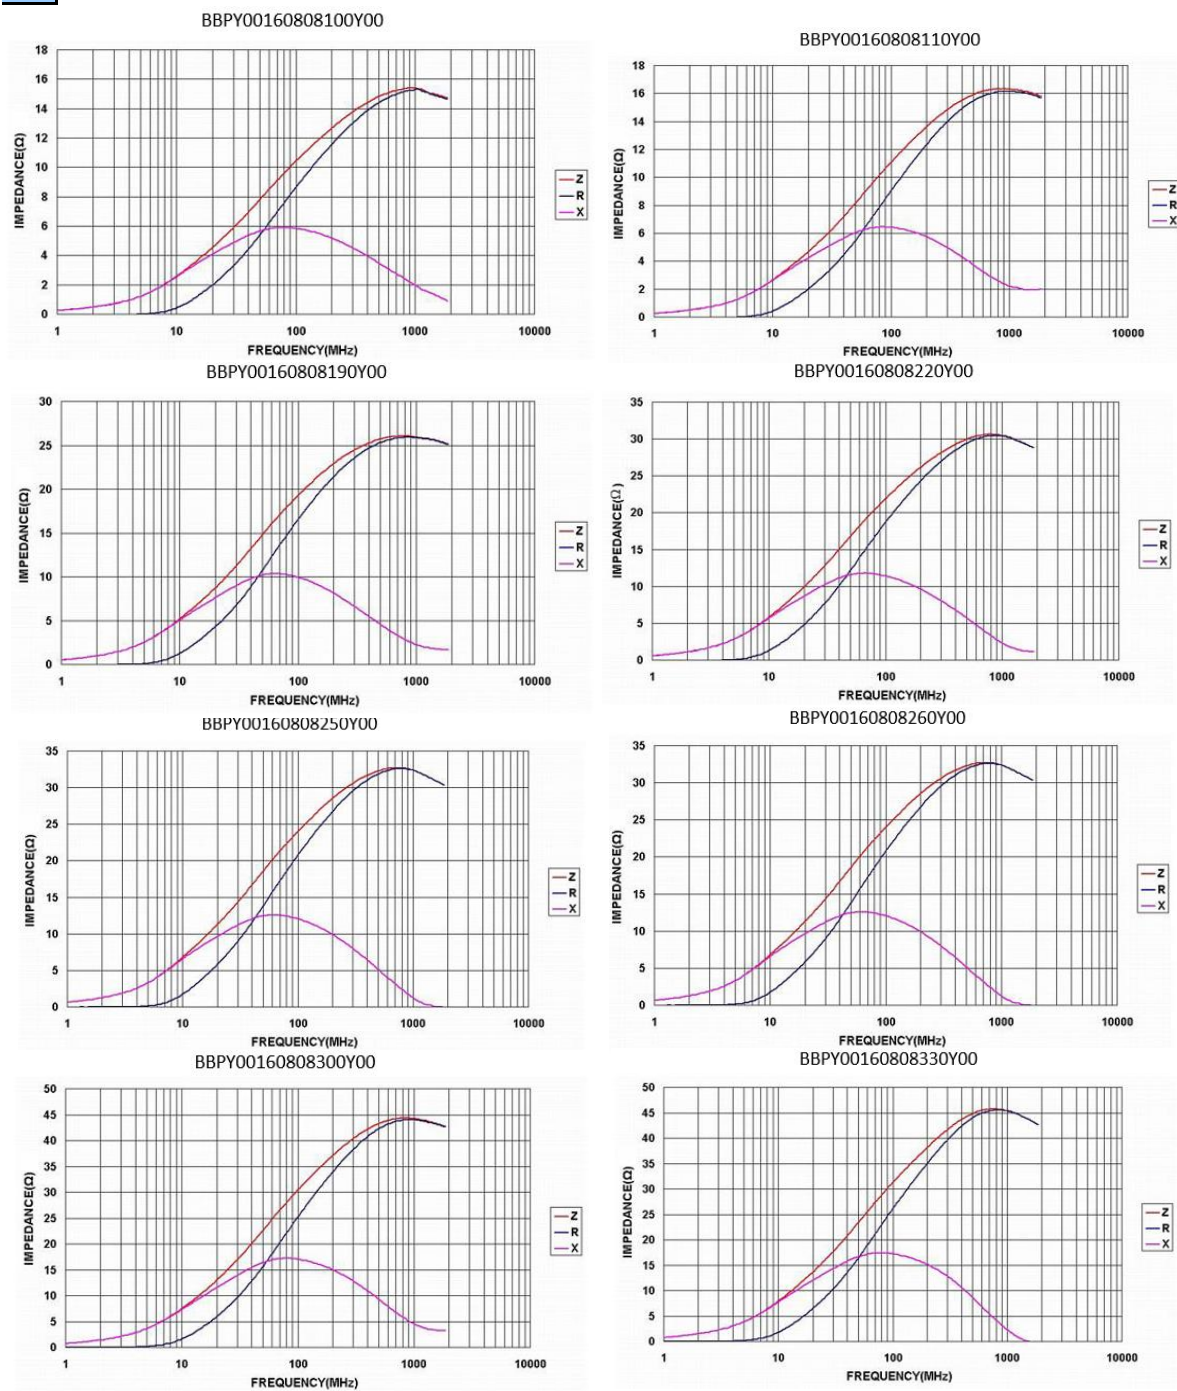 BBPY00160808100Y00
18
16
14
12
10
8
6
4
2
0
IMPEDANCE(Ω)
1 10 100 1000 10000
FREQUENCY(MHz)
Z
R
X
BBPY00160808110Y00
18
16
14
12
10
8
6
4
2
0
IMPEDANCE(Ω)
1 10 100 1000 10000
FREQUENCY(MHz)
Z
R
X
BBPY00160808190Y00
30
25
20
15
10
5
0
IMPEDANCE(Ω)
1 10 100 1000 10000
FREQUENCY(MHz)
Z
R
X
BBPY00160808220Y00
35
30
25
20
15
10
5
0
IMPEDANCE(Ω)
1 10 100 1000 10000
FREQUENCY(MHz)
Z
R
X
BBPY00160808250Y00
35
30
25
20
15
10
5
0
IMPEDANCE(Ω)
1 10 100 1000 10000
FREQUENCY(MHz)
Z
R
X
BBPY00160808260Y00
35
30
25
20
15
10
5
0
IMPEDANCE(Ω)
1 10 100 1000 10000
FREQUENCY(MHz)
Z
R
X
BBPY00160808300Y00
50
45
40
35
30
25
20
15
10
5
0
IMPEDANCE(Ω)
1 10 100 1000 10000
FREQUENCY(MHz)
Z
R
X
BBPY00160808330Y00
50
45
40
35
30
25
20
15
10
5
0
IMPEDANCE(Ω)
1 10 100 1000 10000
FREQUENCY(MHz)
Z
R
X